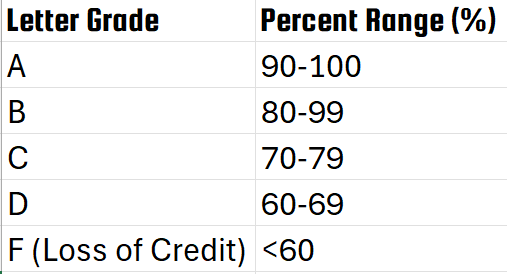 Letter Grade Percent Range (%)
A 90-100
B 80-99
C 70-79
D 60-69
F (Loss of Credit) <60